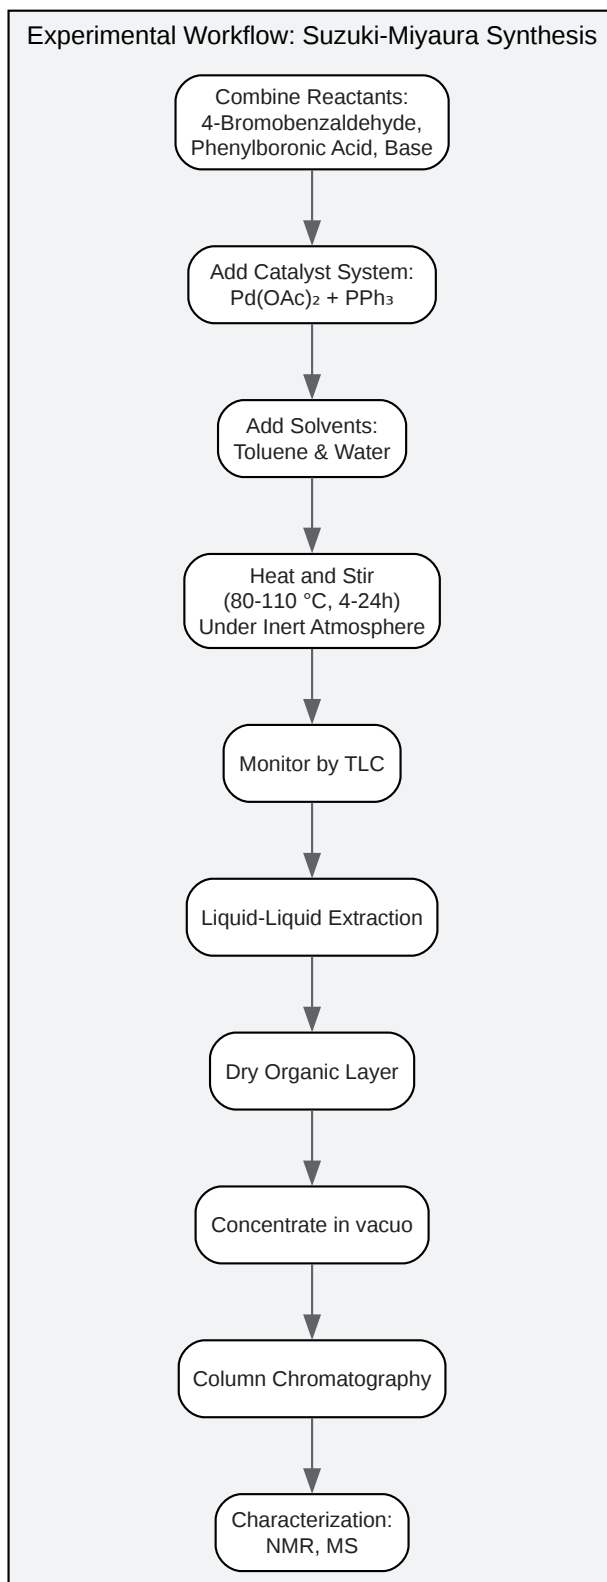 Experimental Workflow: Suzuki-Miyaura Synthesis
Combine Reactants:
4-Bromobenzaldehyde,
Phenylboronic Acid, Base
Add Catalyst System:
Pd(OAc)₂ + PPh₃
Add Solvents:
Toluene & Water
Heat and Stir
(80-110 °C, 4-24h)
Under Inert Atmosphere
Monitor by TLC
Liquid-Liquid Extraction
Dry Organic Layer
Concentrate in vacuo
Column Chromatography
Characterization:
NMR, MS